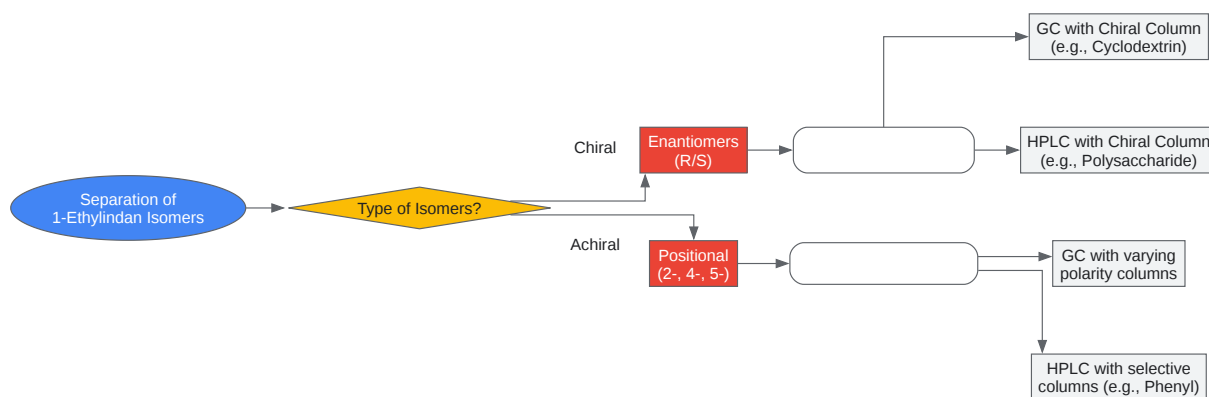 GC with Chiral Column
(e.g., Cyclodextrin)
Chiral
Enantiomers
(R/S)
HPLC with Chiral Column
(e.g., Polysaccharide)
Separation of
1-Ethylindan Isomers
Type of Isomers?
Achiral
Positional
(2-, 4-, 5-)
GC with varying
polarity columns
HPLC with selective
columns (e.g., Phenyl)